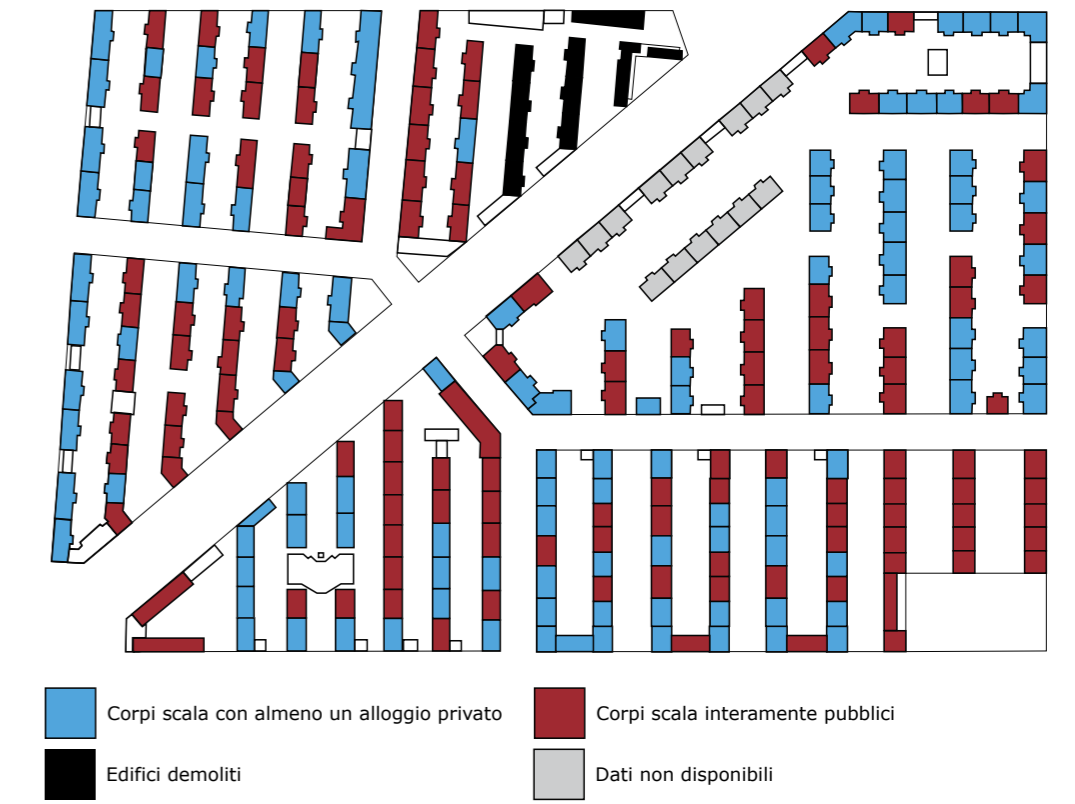 Corpi scala con almeno un alloggio privato
Corpi scala interamente pubblici
Edifici demoliti
Dati non disponibili